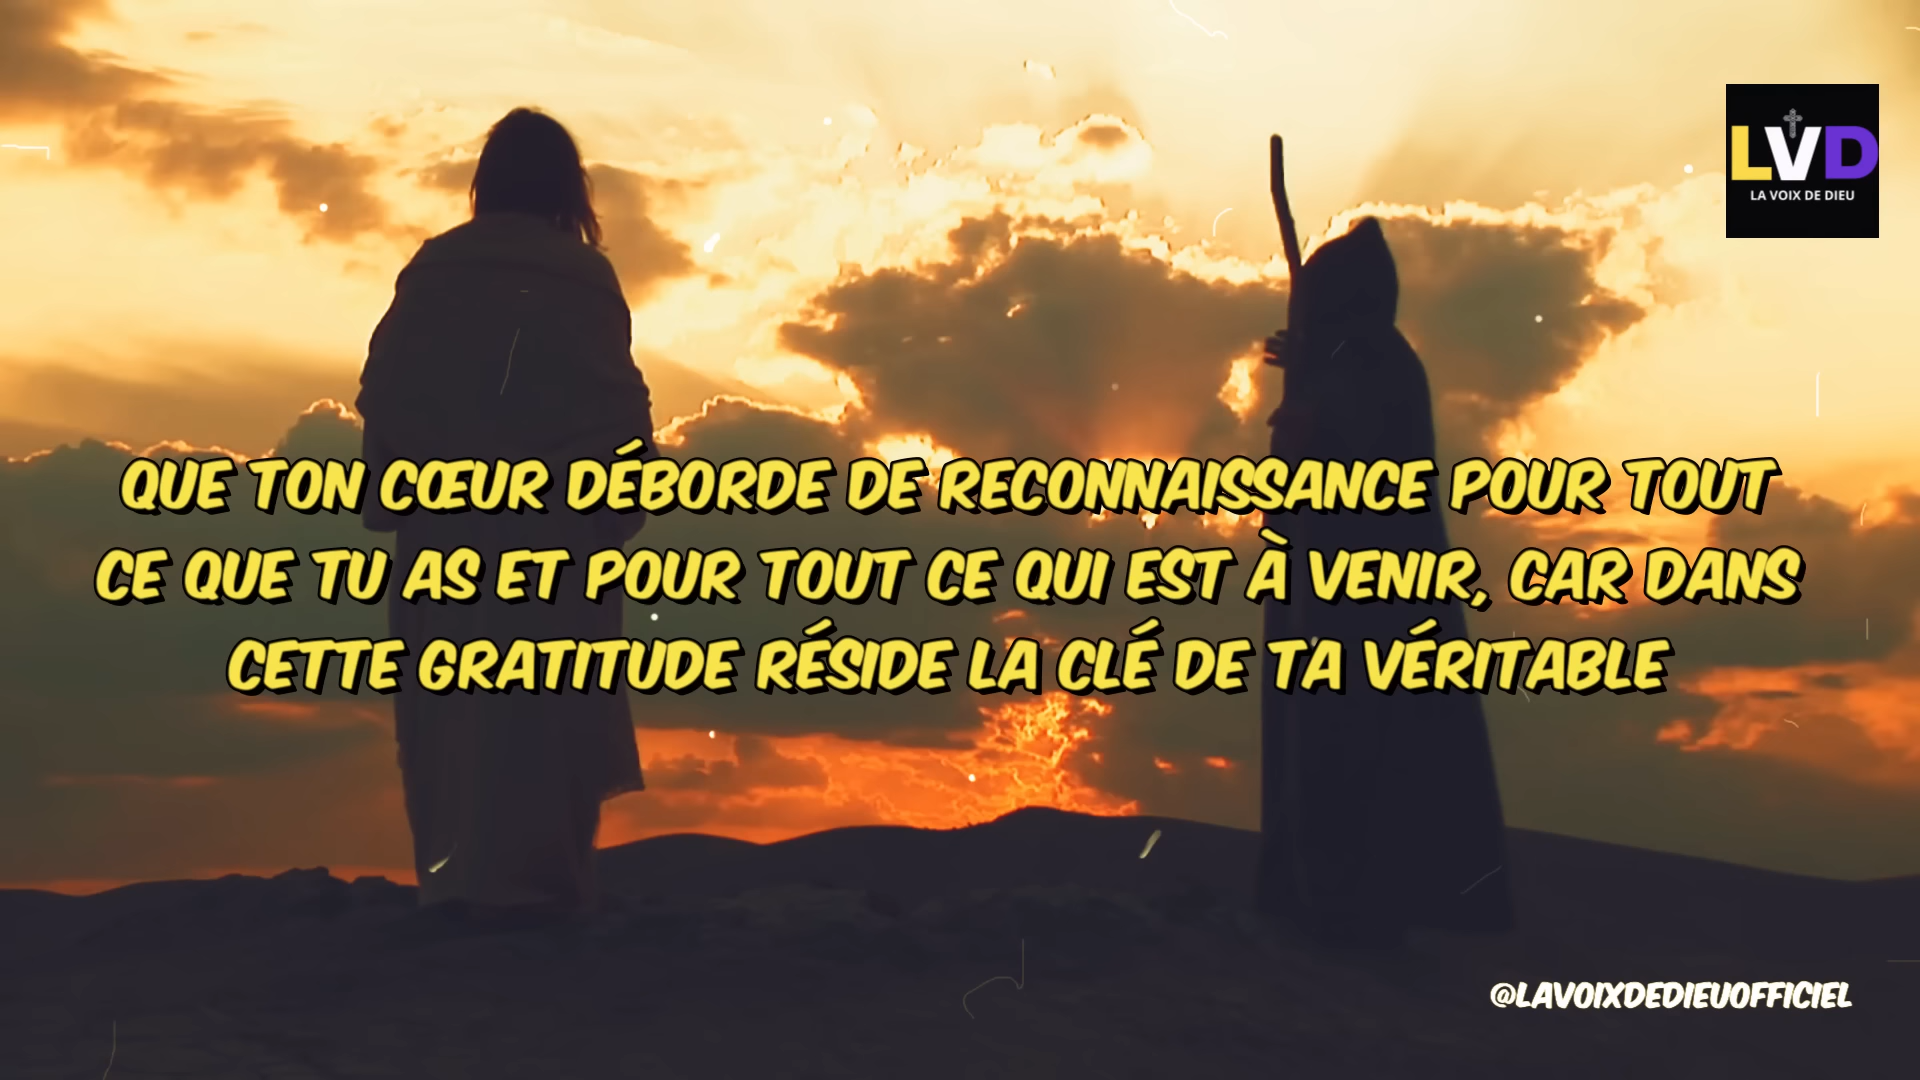 LVD
LA VOIX DE DIEU
QUE TON CŒUR DÉBORDE DE RECONNAISSANCE POUR TOUT
CE QUE TU AS ET POUR TOUT CE QUI EST À VENIR, CAR DANS
CETTE GRATITUDE RÉSIDE LA CLÉ DE TA VÉRITABLE
@LAVOIXDEDIEUOFFICIEL